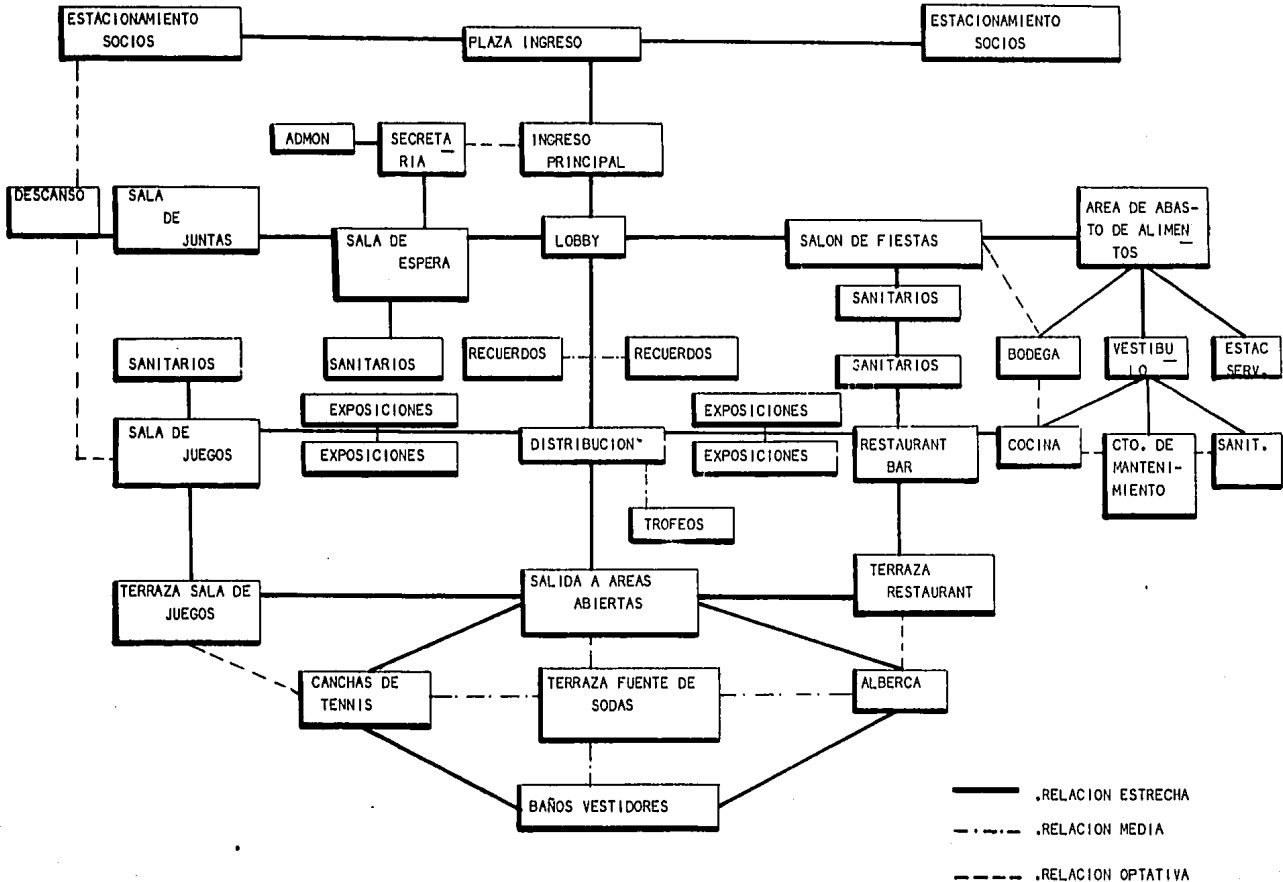 ESTACIONAMIENTO
SOCIOS
PLAZA INGRESO
ESTACIONAMIENTO
SOCIOS
ADMON
SECRETA
RIA
INGRESO
PRINCIPAL
DESCANSO
SALA
DE
JUNTAS
SALA DE
ESPERA
LOBBY
SALON DE FIESTAS
AREA DE ABAS-
TO DE ALIMEN
TOS
SANITARIOS
SANITARIOS
SANITARIOS
RECUERDOS
RECUERDOS
SANITARIOS
BODEGA
VESTIBU
LO
ESTAC
SERV.
EXPOSICIONES
EXPOSICIONES
SALA DE
JUEGOS
EXPOSICIONES
DISTRIBUCION
EXPOSICIONES
RESTAURANT
BAR
COCINA
CTO. DE
MANTENI-
MIENTO
SANIT.
TROFEOS
TERRAZA SALA DE
JUEGOS
SALIDA A AREAS
ABIERTAS
TERRAZA
RESTAURANT
CANCHAS DE
TENNIS
TERRAZA FUENTE DE
SODAS
ALBERCA
BAÑOS VESTIDORES
.RELACION ESTRECHA
.RELACION MEDIA
.RELACION OPTATIVA